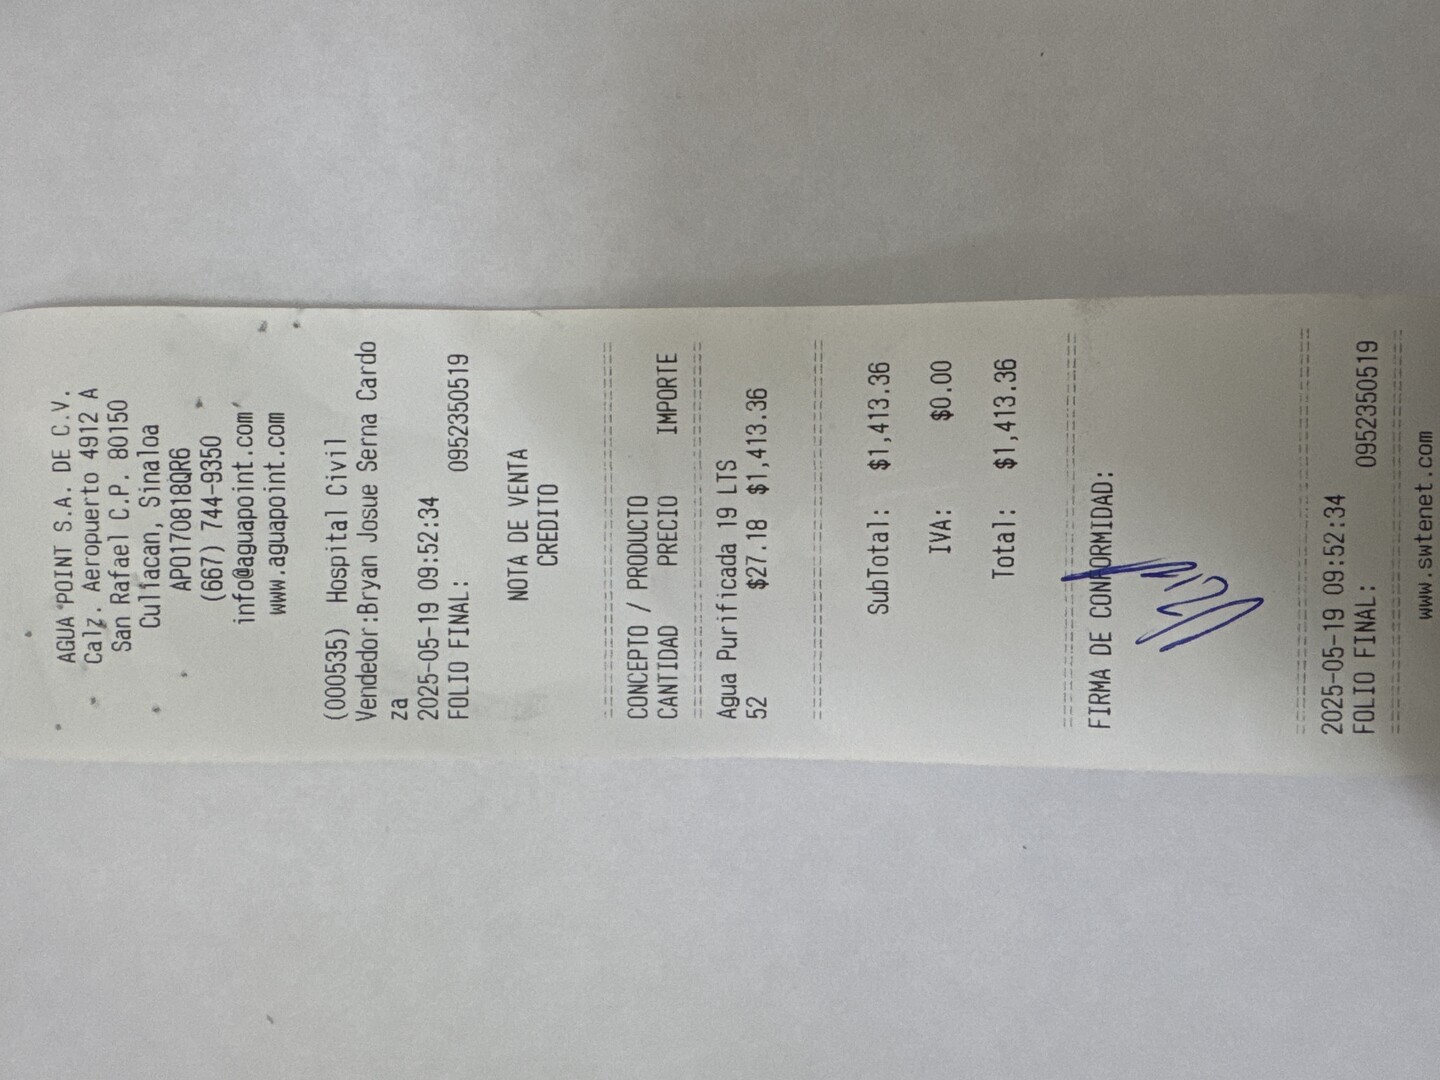 AGUA POINT S.A. DE C.V.
Calz. Aeropuerto 4912 A
San Rafael C.P. 80150
Culiacan, Sinaloa
APO170818QR6
(667) 744-9350
info@aguapoint.com
www.aguapoint.com
(000535) Hospital Civil
Vendedor:Bryan Josue Serna Cardo
za
2025-05-19 09:52:34
FOLIO FINAL: 0952350519
NOTA DE VENTA
CREDITO
================================
CONCEPTO / PRODUCTO
CANTIDAD PRECIO IMPORTE
================================
Agua Purificada 19 LTS
52 $27.18 $1,413.36
================================
SubTotal: $1,413.36
IVA: $0.00
Total: $1,413.36
================================
FIRMA DE CONFORMIDAD:
================================
2025-05-19 09:52:34
FOLIO FINAL: 0952350519
================================
www.swtenet.com